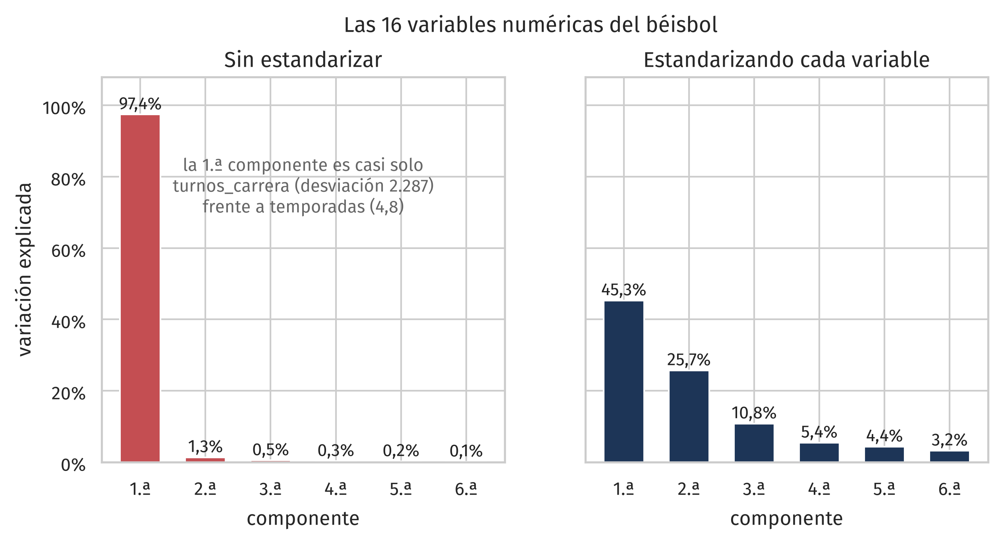 Las 16 variables numéricas del béisbol
Sin estandarizar
Estandarizando cada variable
variación explicada
100%
80%
60%
40%
20%
0%
97,4%
la 1.ª componentes es casi solo
turnos_carrera (desviación 2.287)
frente a temporadas (4,8)
1,3%
0,5%
0,3%
0,2%
0,1%
1.ª
2.ª
3.ª
4.ª
5.ª
6.ª
componente
45,3%
25,7%
10,8%
5,4%
4,4%
3,2%
1.ª
2.ª
3.ª
4.ª
5.ª
6.ª
componente